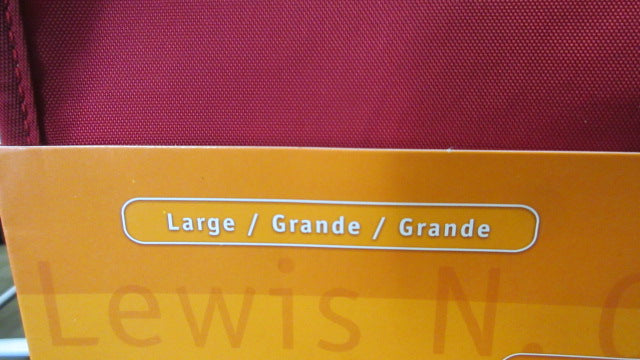 Large / Grande / Grande
Lewis N.